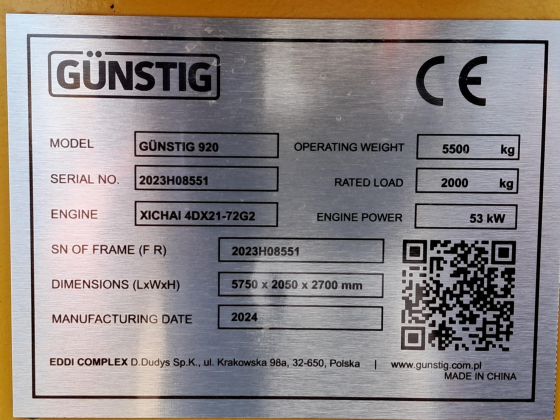 GÜNSTIG CE
MODEL GÜNSTIG 920 OPERATING WEIGHT 5500 kg
SERIAL NO. 2023H08551 RATED LOAD 2000 kg
ENGINE XICHAI 4DX21-72G2 ENGINE POWER 53 kW
SN OF FRAME (F R) 2023H08551
DIMENSIONS (LxWxH) 5750 x 2050 x 2700 mm
MANUFACTURING DATE 2024
EDDI COMPLEX D.Dudys Sp.K., ul. Krakowska 98a, 32-650, Polska | www.gunstig.com.pl
MADE IN CHINA